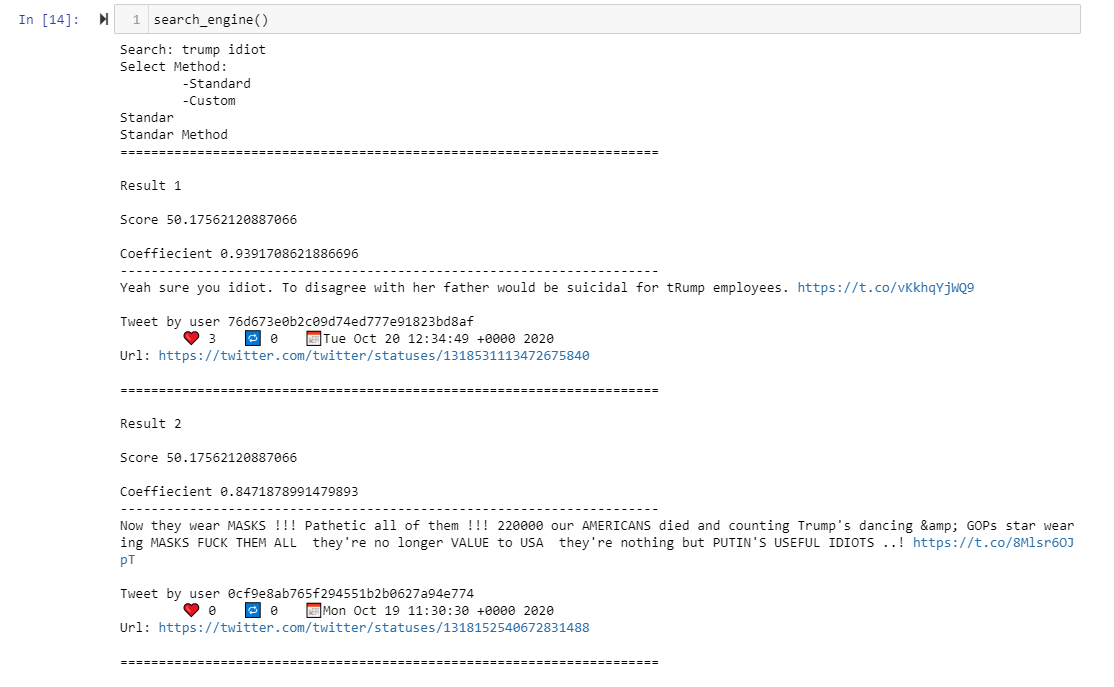 In [14]:
1 search_engine()
Search: trump idiot
Select Method:
-Standard
-Custom
Standar
Standar Method
======================================================================
Result 1
Score 50.17562120887066
Coeffiecient 0.9391708621886696
----------------------------------------------------------------------
Yeah sure you idiot. To disagree with her father would be suicidal for tRump employees. https://t.co/vKkhqYjWQ9
Tweet by user 76d673e0b2c09d74ed777e91823bd8af
❤️ 3 🔁 0 📅Tue Oct 20 12:34:49 +0000 2020
Url: https://twitter.com/twitter/statuses/1318531113472675840
======================================================================
Result 2
Score 50.17562120887066
Coeffiecient 0.8471878991479893
----------------------------------------------------------------------
Now they wear MASKS !!! Pathetic all of them !!! 220000 our AMERICANS died and counting Trump's dancing &amp; GOPs star wear
ing MASKS FUCK THEM ALL  they're no longer VALUE to USA  they're nothing but PUTIN'S USEFUL IDIOTS ..! https://t.co/8Mlsr6OJ
pT
Tweet by user 0cf9e8ab765f294551b2b0627a94e774
❤️ 0 🔁 0 📅Mon Oct 19 11:30:30 +0000 2020
Url: https://twitter.com/twitter/statuses/1318152540672831488
======================================================================